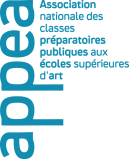 appea
Association
nationale des
classes
préparatoires
publiques aux
écoles supérieures
d'art